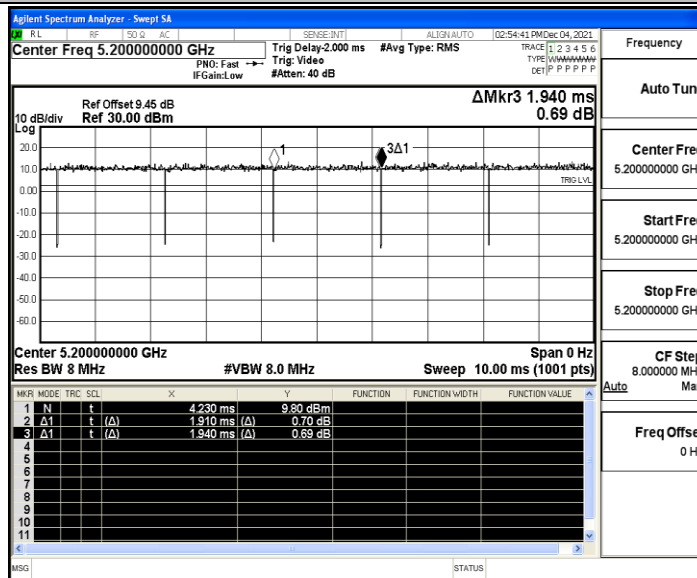 Agilent Spectrum Analyzer - Swept SA
RL RF 50 Ω AC SENSE:INT ALIGN AUTO 02:54:41 PM Dec 04, 2021
Center Freq 5.200000000 GHz
PNO: Fast
IFGain:Low
Trig Delay-2.000 ms
Trig: Video
#Atten: 40 dB
#Avg Type: RMS
TRACE 1 2 3 4 5 6
TYPE WWWWWW
DET P P P P P P
ΔMkr3 1.940 ms
0.69 dB
Ref Offset 9.45 dB
10 dB/div Ref 30.00 dBm
Log
20.0
10.0
0.00
-10.0
-20.0
-30.0
-40.0
-50.0
-60.0
1
3Δ1
TRIG LVL
Center 5.200000000 GHz Span 0 Hz
Res BW 8 MHz #VBW 8.0 MHz Sweep 10.00 ms (1001 pts)
MKR MODE TRC SCL X Y FUNCTION FUNCTION WIDTH FUNCTION VALUE
1 N t 4.230 ms 9.80 dBm
2 Δ1 t (Δ) 1.910 ms (Δ) 0.70 dB
3 Δ1 t (Δ) 1.940 ms (Δ) 0.69 dB
4
5
6
7
8
9
10
11
MSG STATUS
Frequency
Auto Tun
Center Fre
5.200000000 GH
Start Fre
5.200000000 GH
Stop Fre
5.200000000 GH
CF Step
8.000000 MH
Auto Ma
Freq Offse
0 H